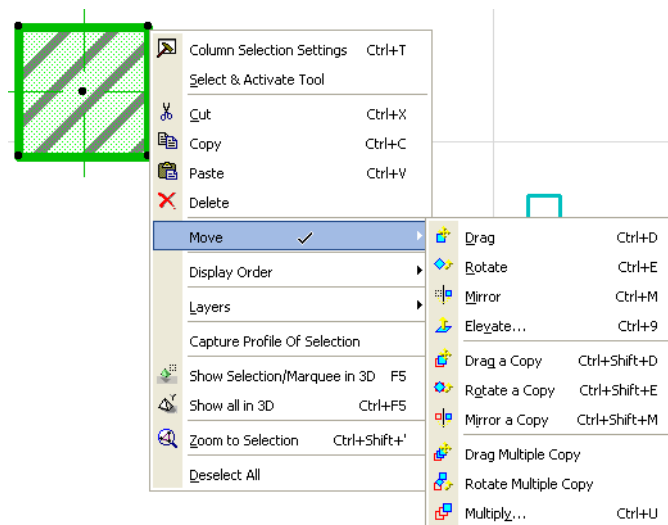 Column Selection Settings Ctrl+T
Select & Activate Tool
Cut Ctrl+X
Copy Ctrl+C
Paste Ctrl+V
Delete
Move
Display Order
Layers
Capture Profile Of Selection
Show Selection/Marquee in 3D F5
Show all in 3D Ctrl+F5
Zoom to Selection Ctrl+Shift+'
Deselect All
Drag Ctrl+D
Rotate Ctrl+E
Mirror Ctrl+M
Elevate... Ctrl+9
Drag a Copy Ctrl+Shift+D
Rotate a Copy Ctrl+Shift+E
Mirror a Copy Ctrl+Shift+M
Drag Multiple Copy
Rotate Multiple Copy
Multiply... Ctrl+U